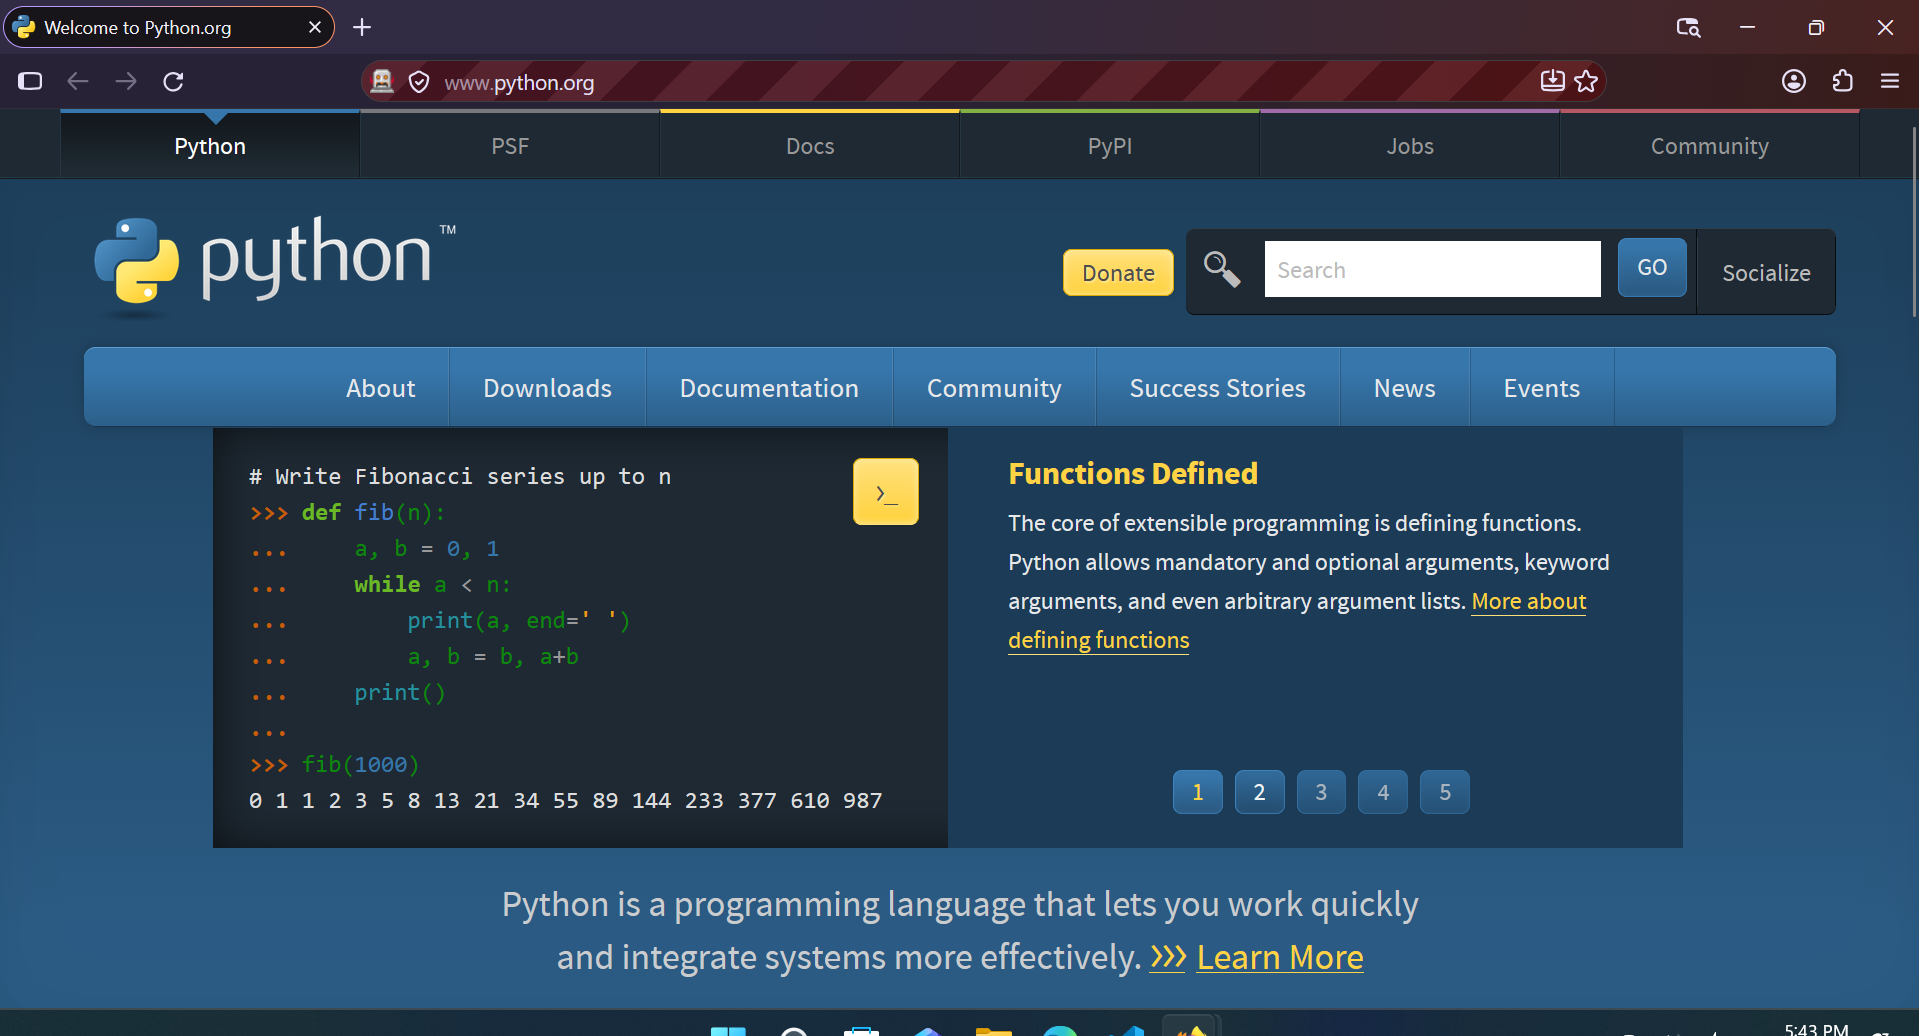 Welcome to Python.org
www.python.org
Python PSF Docs PyPI Jobs Community
python™
Donate Search GO Socialize
About Downloads Documentation Community Success Stories News Events
# Write Fibonacci series up to n
>>> def fib(n):
...     a, b = 0, 1
...     while a < n:
...         print(a, end=' ')
...         a, b = b, a+b
...     print()
...
>>> fib(1000)
0 1 1 2 3 5 8 13 21 34 55 89 144 233 377 610 987
>_
Functions Defined
The core of extensible programming is defining functions.
Python allows mandatory and optional arguments, keyword
arguments, and even arbitrary argument lists. More about
defining functions
1 2 3 4 5
Python is a programming language that lets you work quickly
and integrate systems more effectively. >>> Learn More
5:43 PM